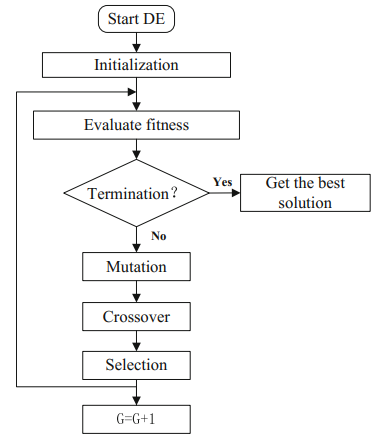 Start DE
Initialization
Evaluate fitness
Termination？
Yes
Get the best
solution
No
Mutation
Crossover
Selection
G=G+1